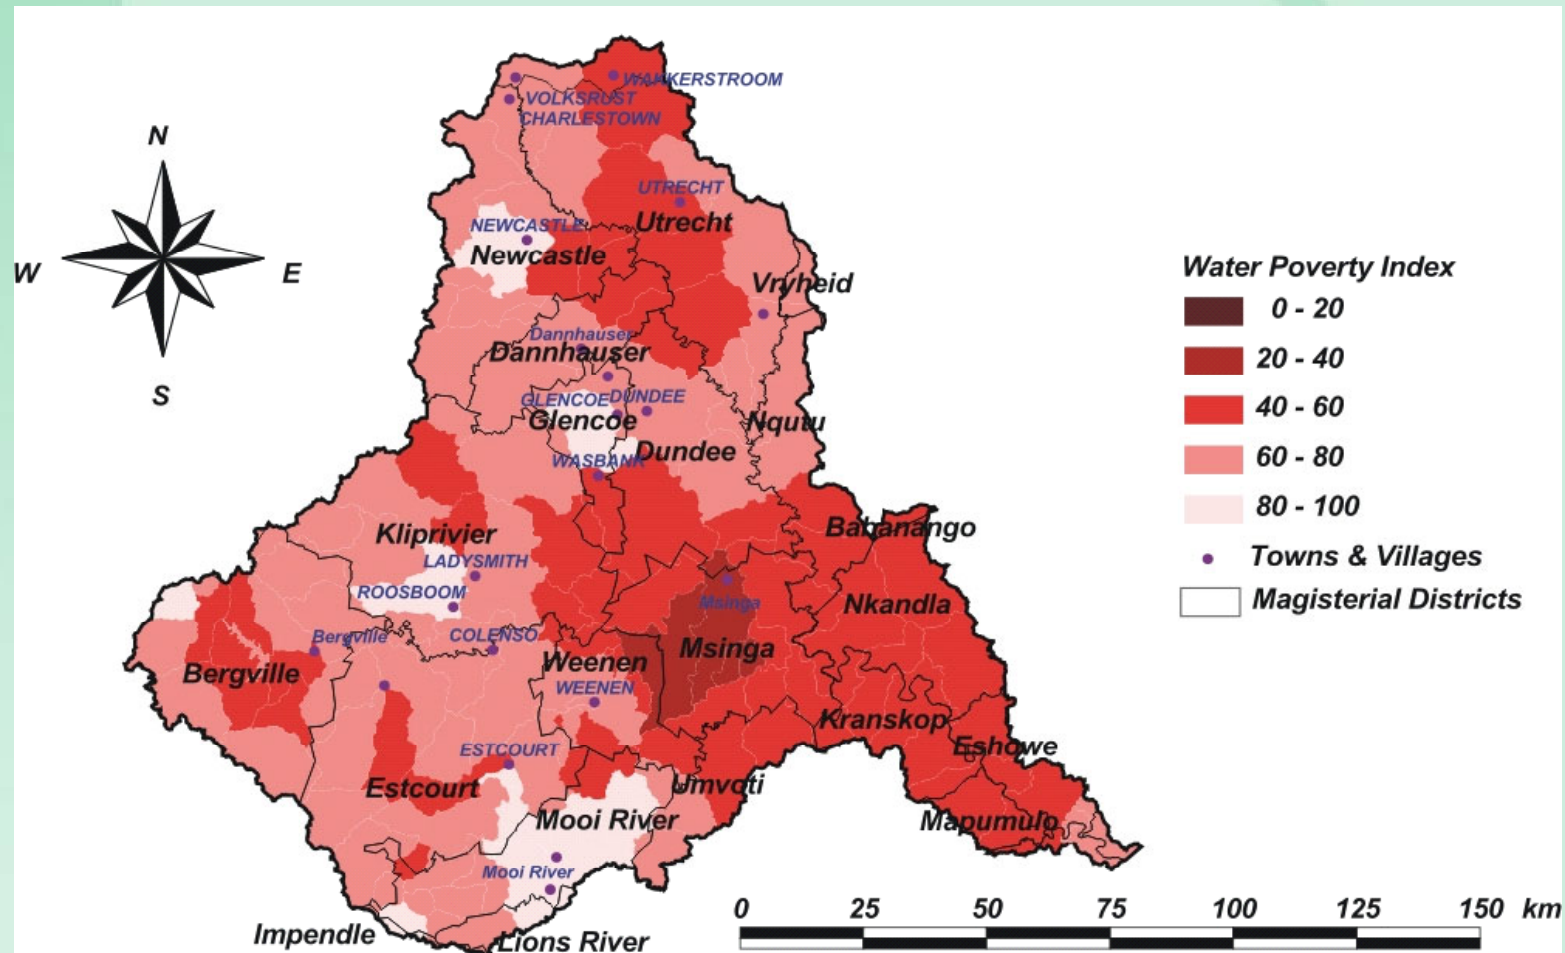 N
W
E
S
WAKKERSTROOM
VOLKSRUST
CHARLESTOWN
UTRECHT
Utrecht
NEWCASTLE
Newcastle
Vryheid
Dannhauser
Dannhauser
GLENCOE
DUNDEE
Glencoe
Nqutu
Dundee
WASBANK
Kliprivier
Babanango
LADYSMITH
ROOSBOOM
Msinga
Nkandla
Bergville
COLENSO
Msinga
Weenen
Bergville
WEENEN
Kranskop
Eshowe
ESTCOURT
Estcourt
Umvoti
Mooi River
Mapumulo
Mooi River
Impendle
Lions River
Water Poverty Index
0 - 20
20 - 40
40 - 60
60 - 80
80 - 100
Towns & Villages
Magisterial Districts
0 25 50 75 100 125 150 km